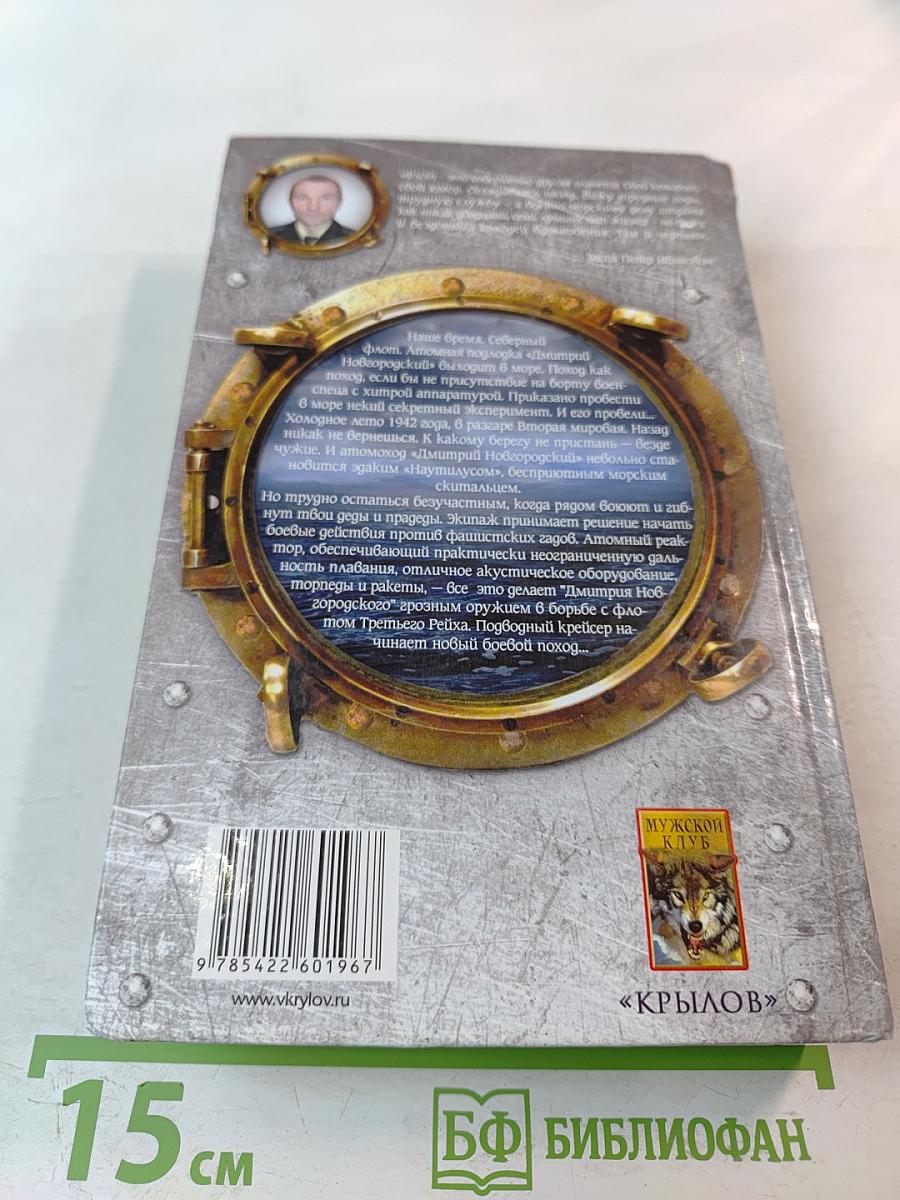 Наше время. Северный
флот. Атомная подлодка «Дмитрий
Новгородский» выходит в море. Поход как
поход, если бы не присутствие на борту воен-
спеца с хитрой аппаратурой. Приказано провести
в море некий секретный эксперимент. И его провели...
Холодное лето 1942 года, в разгаре Вторая мировая. Назад
никак не вернешься. К какому берегу не пристань — везде
чужие. И атомоход «Дмитрий Новгородский» невольно ста-
новится эдаким «Наутилусом», бесприютным морским
скитальцем.
Но трудно остаться безучастным, когда рядом воюют и гиб-
нут твои деды и прадеды. Экипаж принимает решение начать
боевые действия против фашистских гадов. Атомный реак-
тор, обеспечивающий практически неограниченную даль-
ность плавания, отличное акустическое оборудование,
торпеды и ракеты, — все это делает "Дмитрия Нов-
городского" грозным оружием в борьбе с фло-
том Третьего Рейха. Подводный крейсер на-
чинает новый боевой поход...
МУЖСКОЙ
КЛУБ
9 785422 601967
www.vkrylov.ru
«КРЫЛОВ»
15 см
БФ БИБЛИОФАН